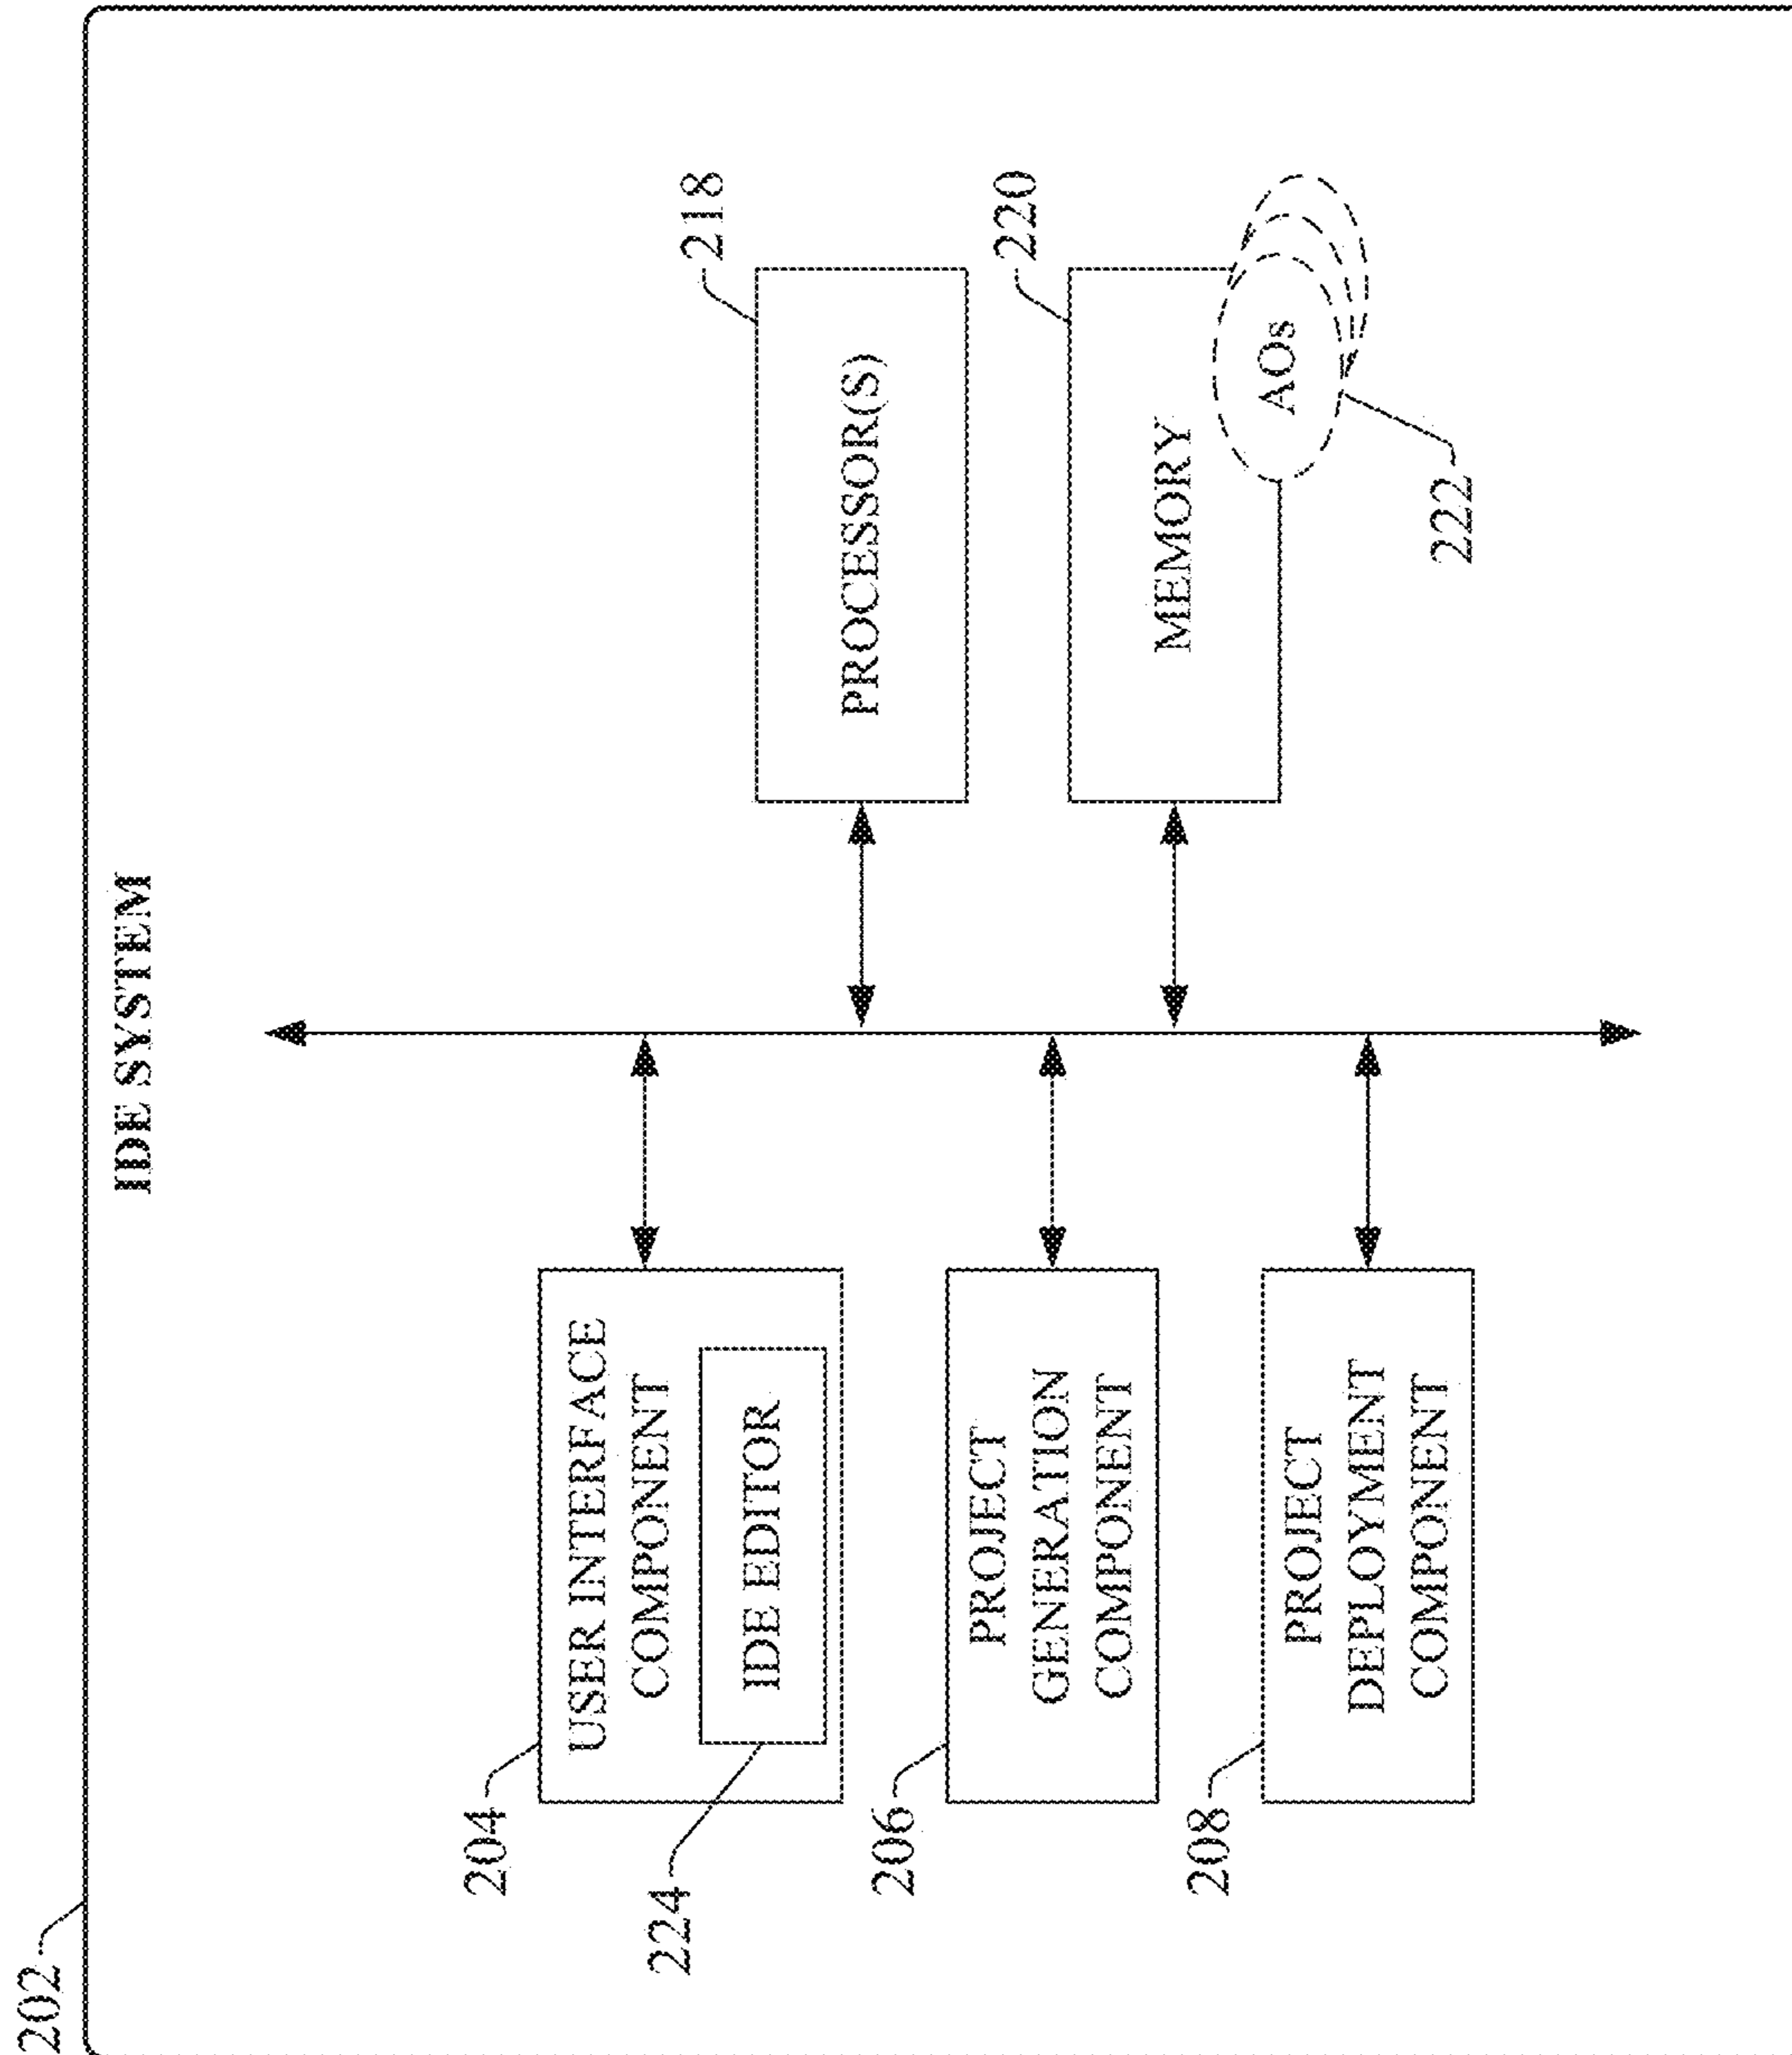 202
IDE SYSTEM
204
USER INTERFACE
COMPONENT
224
IDE EDITOR
206
PROJECT
GENERATION
COMPONENT
208
PROJECT
DEPLOYMENT
COMPONENT
218
PROCESSOR(S)
220
MEMORY
AOs
222